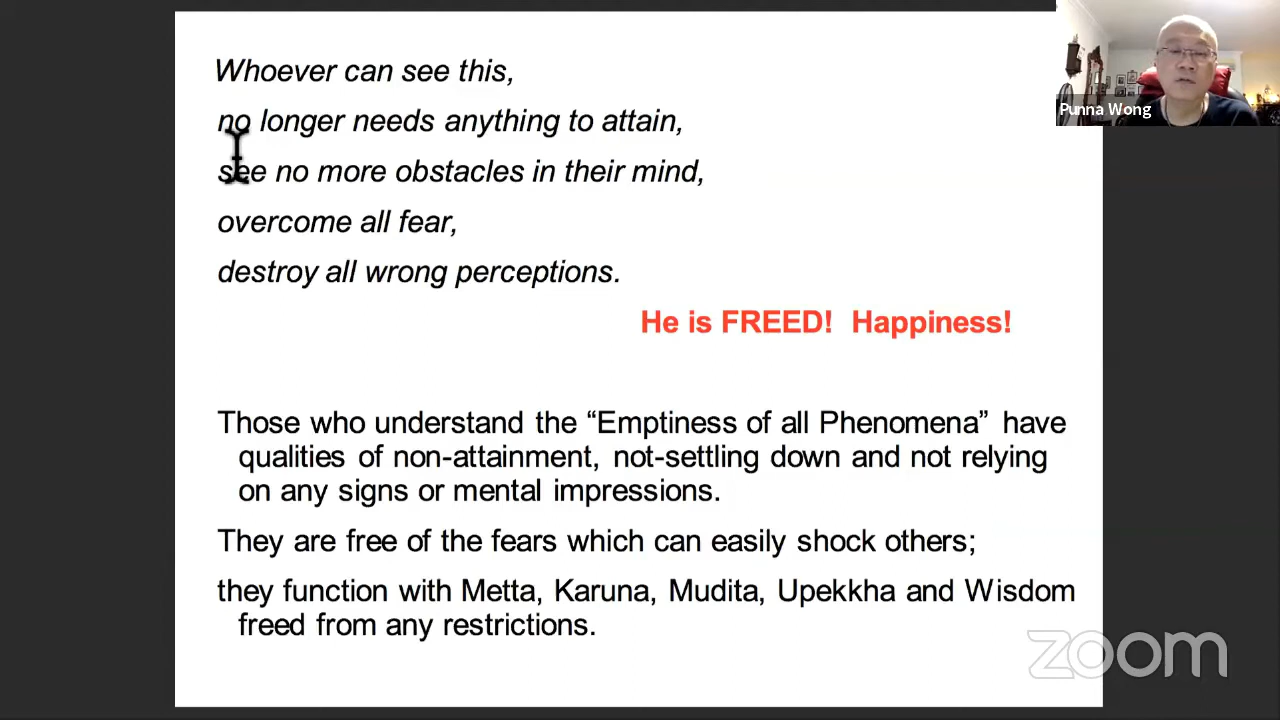 Whoever can see this,
no longer needs anything to attain,
see no more obstacles in their mind,
overcome all fear,
destroy all wrong perceptions.
He is FREED!  Happiness!
Those who understand the “Emptiness of all Phenomena” have
qualities of non-attainment, not-settling down and not relying
on any signs or mental impressions.
They are free of the fears which can easily shock others;
they function with Metta, Karuna, Mudita, Upekkha and Wisdom
freed from any restrictions.
Punna Wong
zoom